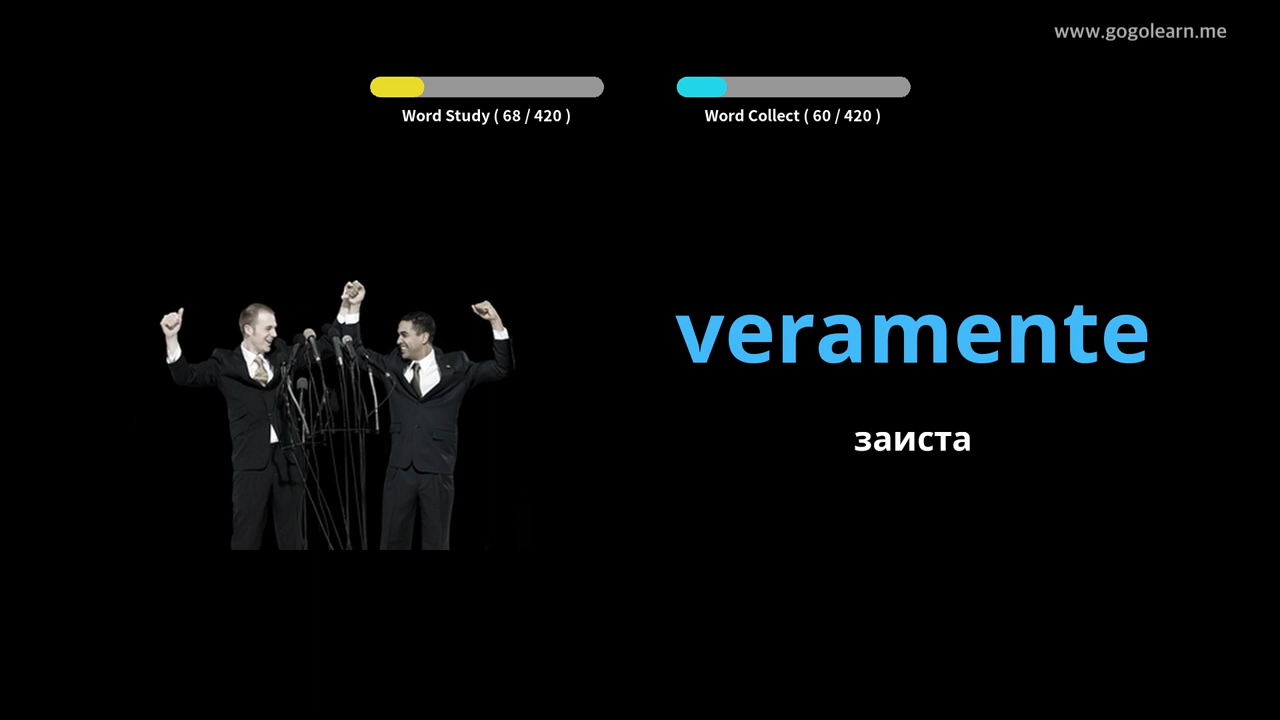 www.gogolearn.me
Word Study ( 68 / 420 )
Word Collect ( 60 / 420 )
veramente
заиста